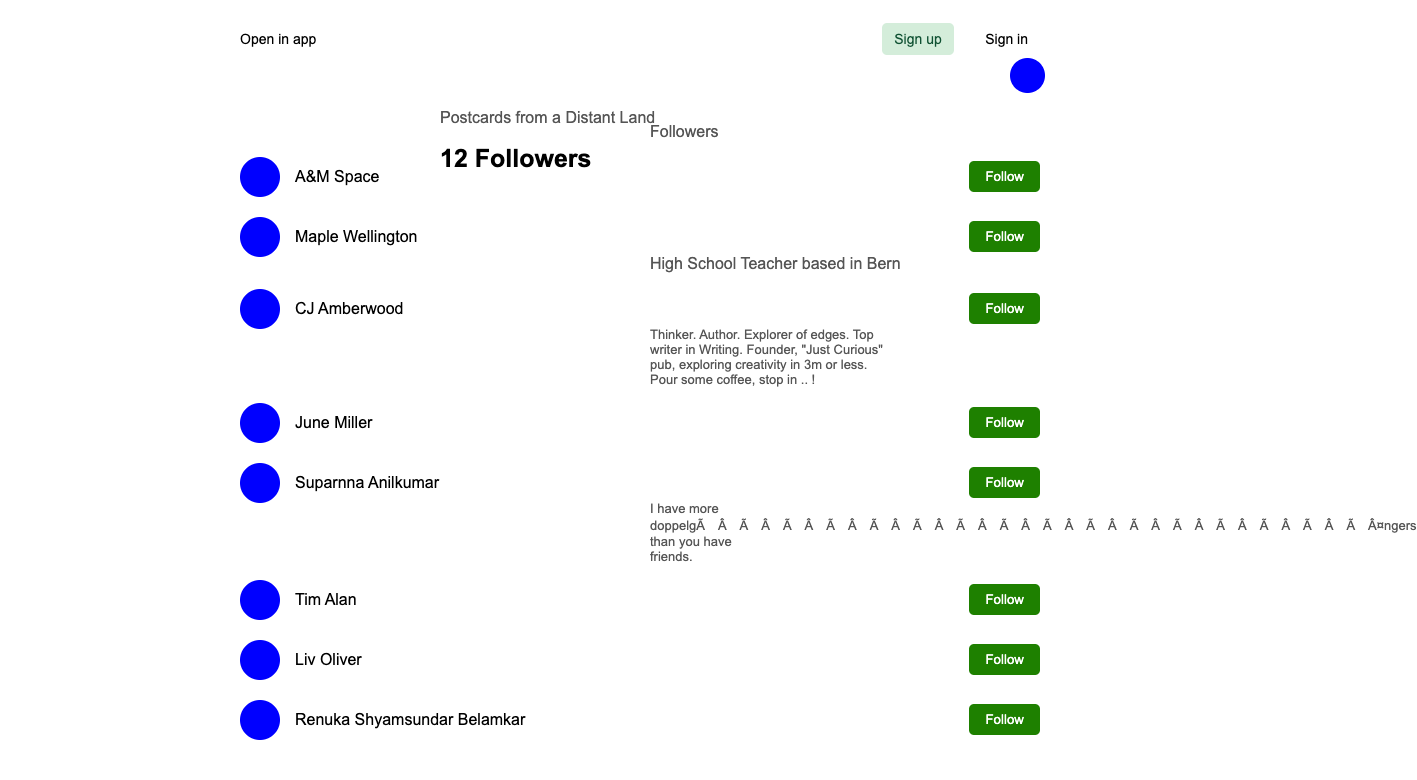 Open in app
Sign up
Sign in
Postcards from a Distant Land
Followers
12 Followers
A&M Space
Follow
Maple Wellington
Follow
High School Teacher based in Bern
CJ Amberwood
Follow
Thinker. Author. Explorer of edges. Top
writer in Writing. Founder, "Just Curious"
pub, exploring creativity in 3m or less.
Pour some coffee, stop in .. !
June Miller
Follow
Suparnna Anilkumar
Follow
I have more
doppelgÃ Â Ã Â Ã Â Ã Â Ã Â Ã Â Ã Â Ã Â Ã Â Ã Â Ã Â Ã Â Ã Â Ã Â Ã Â Ã Â¤ngers
than you have
friends.
Tim Alan
Follow
Liv Oliver
Follow
Renuka Shyamsundar Belamkar
Follow